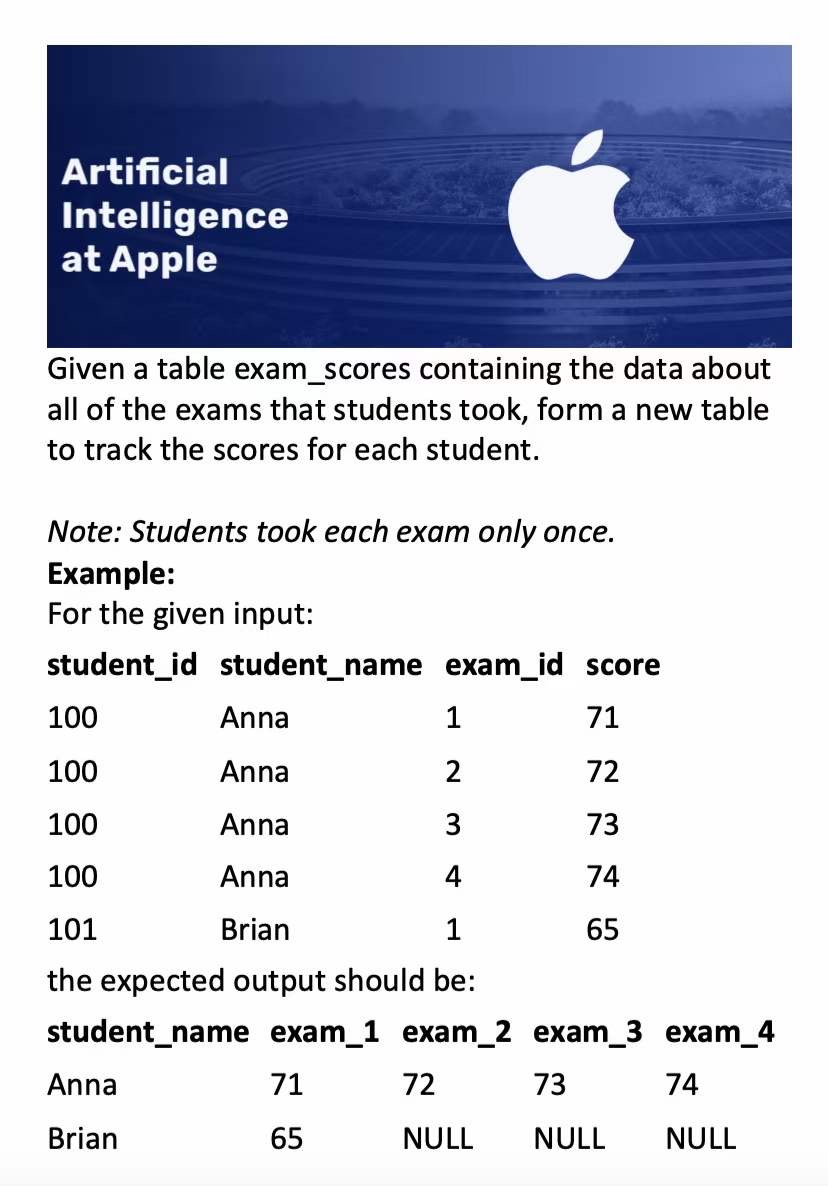 Artificial
Intelligence
at Apple
Given a table exam_scores containing the data about
all of the exams that students took, form a new table
to track the scores for each student.
Note: Students took each exam only once.
Example:
For the given input:
student_id student_name exam_id score
100 Anna 1 71
100 Anna 2 72
100 Anna 3 73
100 Anna 4 74
101 Brian 1 65
the expected output should be:
student_name exam_1 exam_2 exam_3 exam_4
Anna 71 72 73 74
Brian 65 NULL NULL NULL